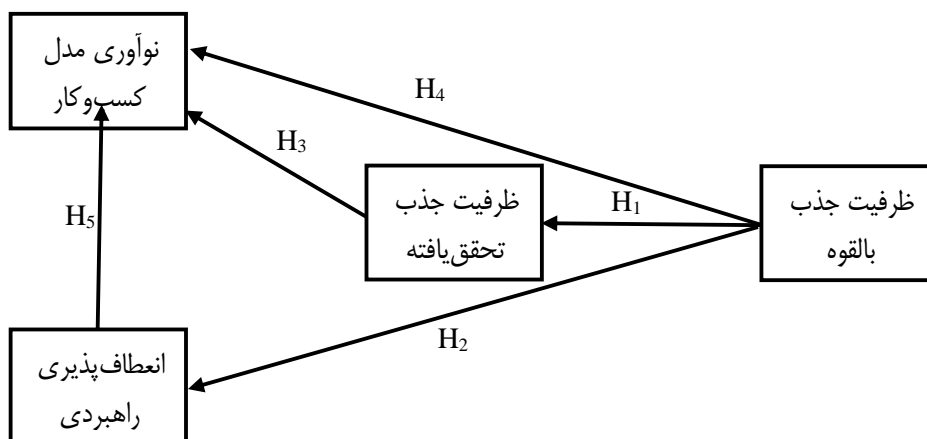 نوآوری مدل
کسب‌وکار
H₄
H₃
ظرفیت جذب
تحقق‌یافته
H₁
ظرفیت جذب
بالقوه
H₅
H₂
انعطاف‌پذیری
راهبردی